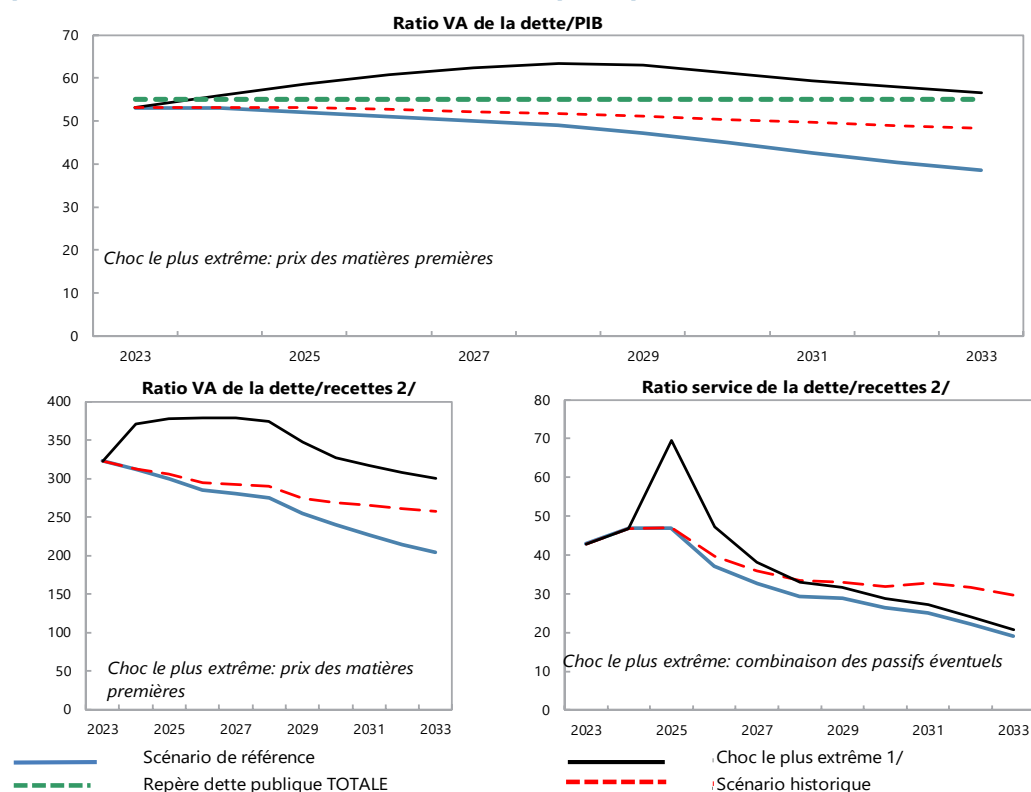 Ratio VA de la dette/PIB
70
60
50
40
30
20
10
0
Choc le plus extrême: prix des matières premières
2023 2025 2027 2029 2031 2033
Ratio VA de la dette/recettes 2/
400
350
300
250
200
150
100
50
0
Choc le plus extrême: prix des matières
premières
2023 2025 2027 2029 2031 2033
Ratio service de la dette/recettes 2/
80
70
60
50
40
30
20
10
0
Choc le plus extrême: combinaison des passifs éventuels
2023 2025 2027 2029 2031 2033
Scénario de référence
Choc le plus extrême 1/
Repère dette publique TOTALE
Scénario historique